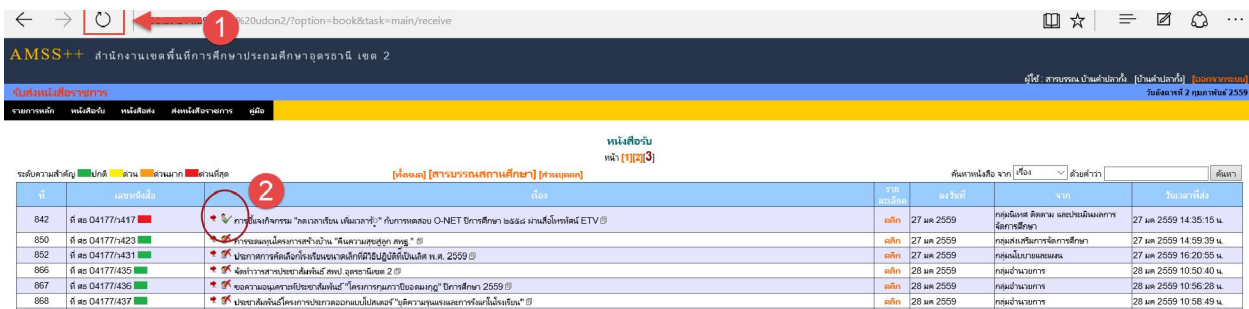 1
%20udon2/?option=book&task=main/receive
AMSS++ สำนักงานเขตพื้นที่การศึกษาประถมศึกษาอุดรธานี เขต 2
ผู้ใช้ : สารบรรณ บ้านคำปลากั้ง [บ้านคำปลากั้ง] [ออกจากระบบ]
รับส่งหนังสือราชการ
วันอังคารที่ 2 กุมภาพันธ์ 2559
รายการหลัก หนังสือรับ หนังสือส่ง ส่งหนังสือราชการ คู่มือ
หนังสือรับ
หน้า [1][2][3]
ระดับความสำคัญ ปกติ ด่วน ด่วนมาก ด่วนที่สุด
[ทั้งหมด] [สารบรรณสถานศึกษา] [ส่วนบุคคล]
ค้นหาหนังสือ จาก เรื่อง ด้วยคำว่า ค้นหา
2
ที่ เลขหนังสือ เรื่อง รายละเอียด ลงวันที่ จาก วันเวลาที่ส่ง
842 ที่ ศธ 04177/ว417 การชี้แจงกิจกรรม "ลดเวลาเรียน เพิ่มเวลารู้" กับการทดสอบ O-NET ปีการศึกษา ๒๕๕๘ ผ่านสื่อโทรทัศน์ ETV คลิก 27 มค 2559 กลุ่มนิเทศ ติดตาม และประเมินผลการจัดการศึกษา 27 มค 2559 14:35:15 น.
850 ที่ ศธ 04177/ว423 การระดมทุนโครงการสร้างบ้าน "คืนความสุขสู่ลูก สพฐ." คลิก 27 มค 2559 กลุ่มส่งเสริมการจัดการศึกษา 27 มค 2559 14:59:39 น.
852 ที่ ศธ 04177/ว431 ประกาศการคัดเลือกโรงเรียนขนาดเล็กที่มีวิธีปฏิบัติที่เป็นเลิศ พ.ศ. 2559 คลิก 27 มค 2559 กลุ่มนโยบายและแผน 27 มค 2559 16:20:55 น.
866 ที่ ศธ 04177/435 จัดทำวารสารประชาสัมพันธ์ สพป.อุดรธานีเขต 2 คลิก 28 มค 2559 กลุ่มอำนวยการ 28 มค 2559 10:50:40 น.
867 ที่ ศธ 04177/436 ขอความอนุเคราะห์ประชาสัมพันธ์ "โครงการกุมภวาปีขอดมงกฎ" ปีการศึกษา 2559 คลิก 28 มค 2559 กลุ่มอำนวยการ 28 มค 2559 10:56:28 น.
868 ที่ ศธ 04177/437 ประชาสัมพันธ์โครงการประกวดออกแบบโปสเตอร์ "ยุติความรุนแรงและการรังแกในโรงเรียน" คลิก 28 มค 2559 กลุ่มอำนวยการ 28 มค 2559 10:58:49 น.